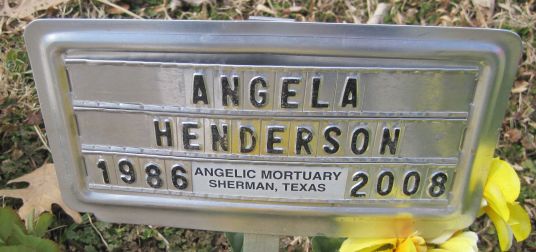 ANGELA
HENDERSON
1986 ANGELIC MORTUARY SHERMAN, TEXAS 2008